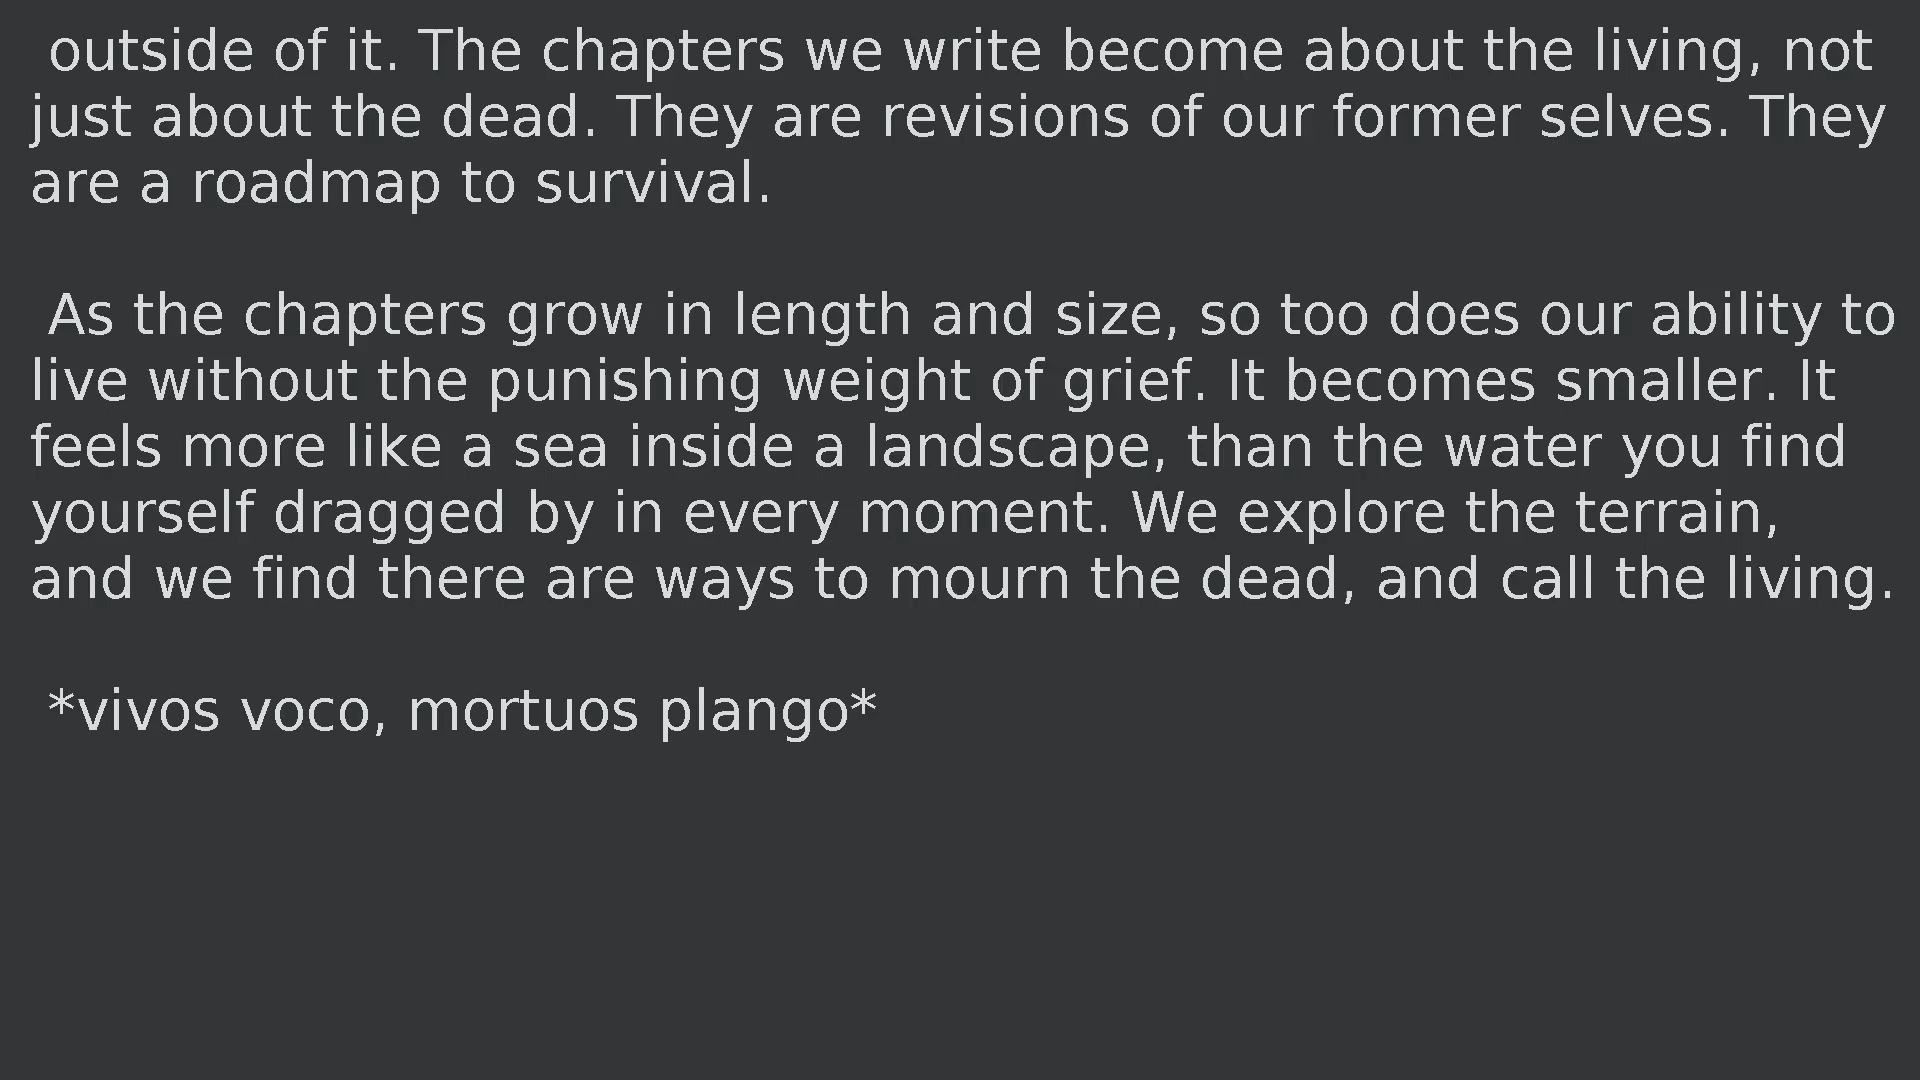 outside of it. The chapters we write become about the living, not
just about the dead. They are revisions of our former selves. They
are a roadmap to survival.
As the chapters grow in length and size, so too does our ability to
live without the punishing weight of grief. It becomes smaller. It
feels more like a sea inside a landscape, than the water you find
yourself dragged by in every moment. We explore the terrain,
and we find there are ways to mourn the dead, and call the living.
*vivos voco, mortuos plango*